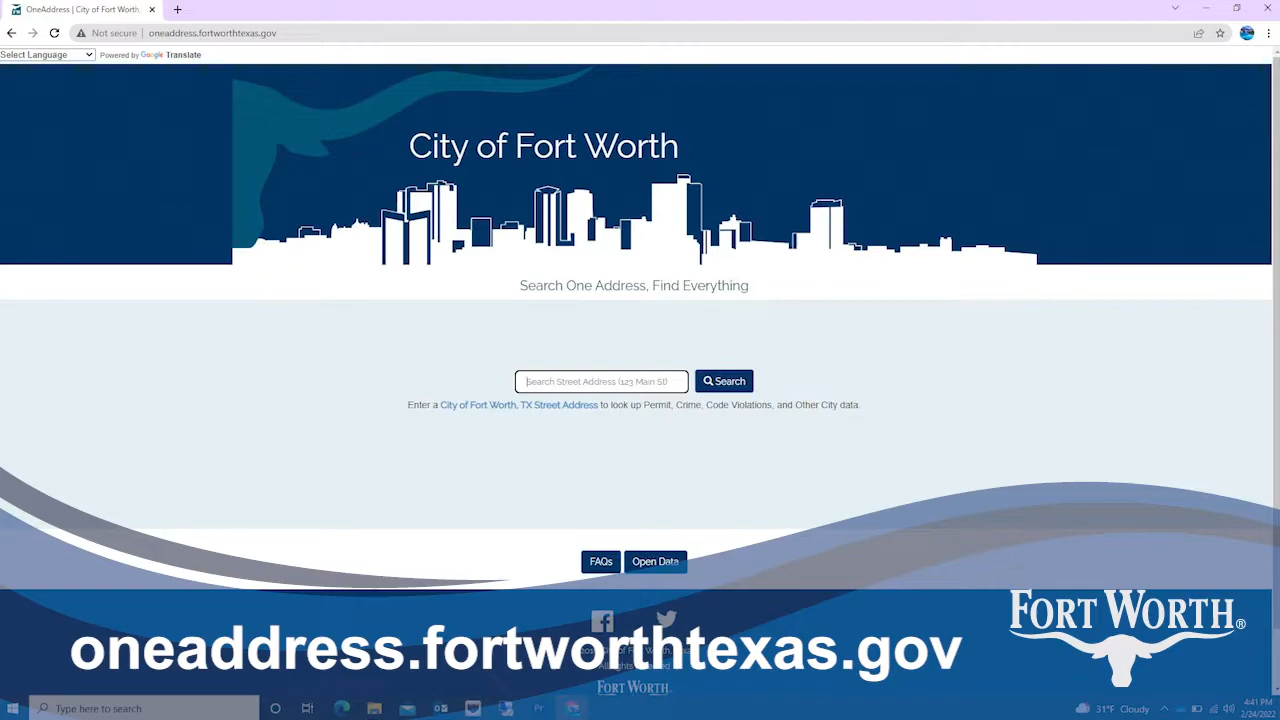 OneAddress | City of Fort Worth
Not secure | oneaddress.fortworthtexas.gov
Select Language
Powered by Google Translate
City of Fort Worth
Search One Address, Find Everything
Search Street Address (123 Main St)
Search
Enter a City of Fort Worth, TX Street Address to look up Permit, Crime, Code Violations, and Other City data.
FAQs
Open Data
FORT WORTH®
oneaddress.fortworthtexas.gov
FORT WORTH
Type here to search
31°F Cloudy
4:41 PM
2/24/2022